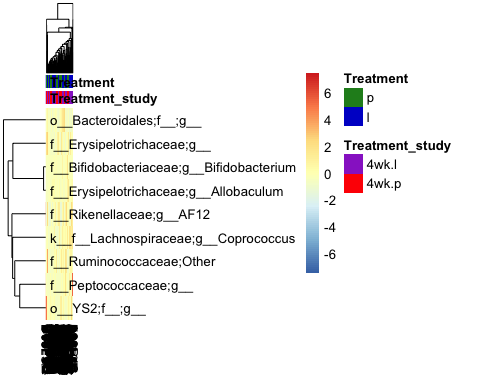 Treatment
Treatment_study
o__Bacteroidales;f__;g__
f__Erysipelotrichaceae;g__
f__Bifidobacteriaceae;g__Bifidobacterium
f__Erysipelotrichaceae;g__Allobaculum
f__Rikenellaceae;g__AF12
k__f__Lachnospiraceae;g__Coprococcus
f__Ruminococcaceae;Other
f__Peptococcaceae;g__
o__YS2;f__;g__
6
4
2
0
-2
-4
-6
Treatment
p
l
Treatment_study
4wk.l
4wk.p